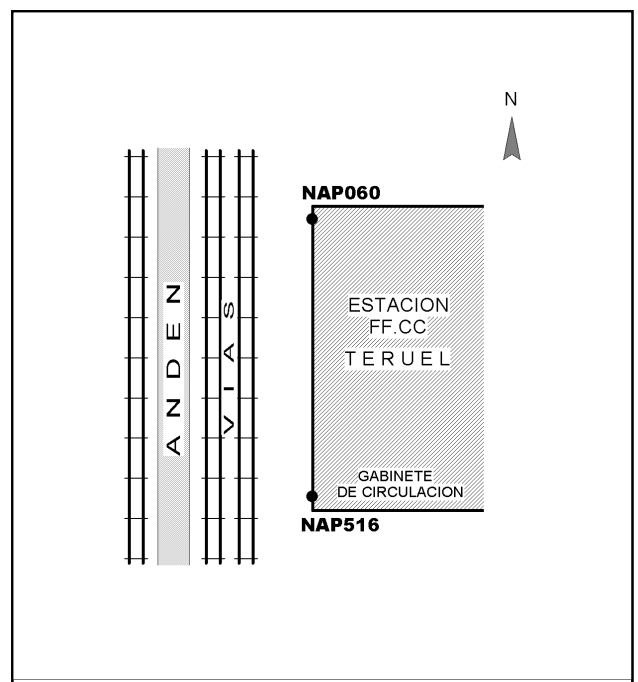 N
NAP060
ANDEN
VIAS
ESTACION
FF.CC
TERUEL
GABINETE
DE CIRCULACION
NAP516